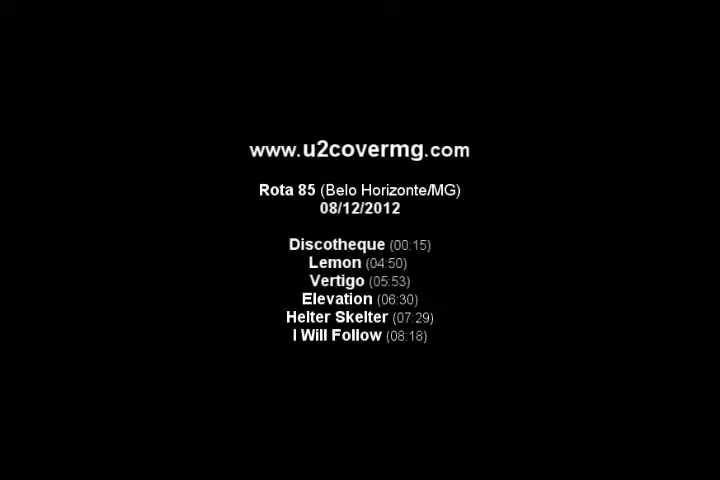 www.u2covermg.com
Rota 85 (Belo Horizonte/MG)
08/12/2012
Discotheque (00:15)
Lemon (04:50)
Vertigo (05:53)
Elevation (06:30)
Helter Skelter (07:29)
I Will Follow (08:18)